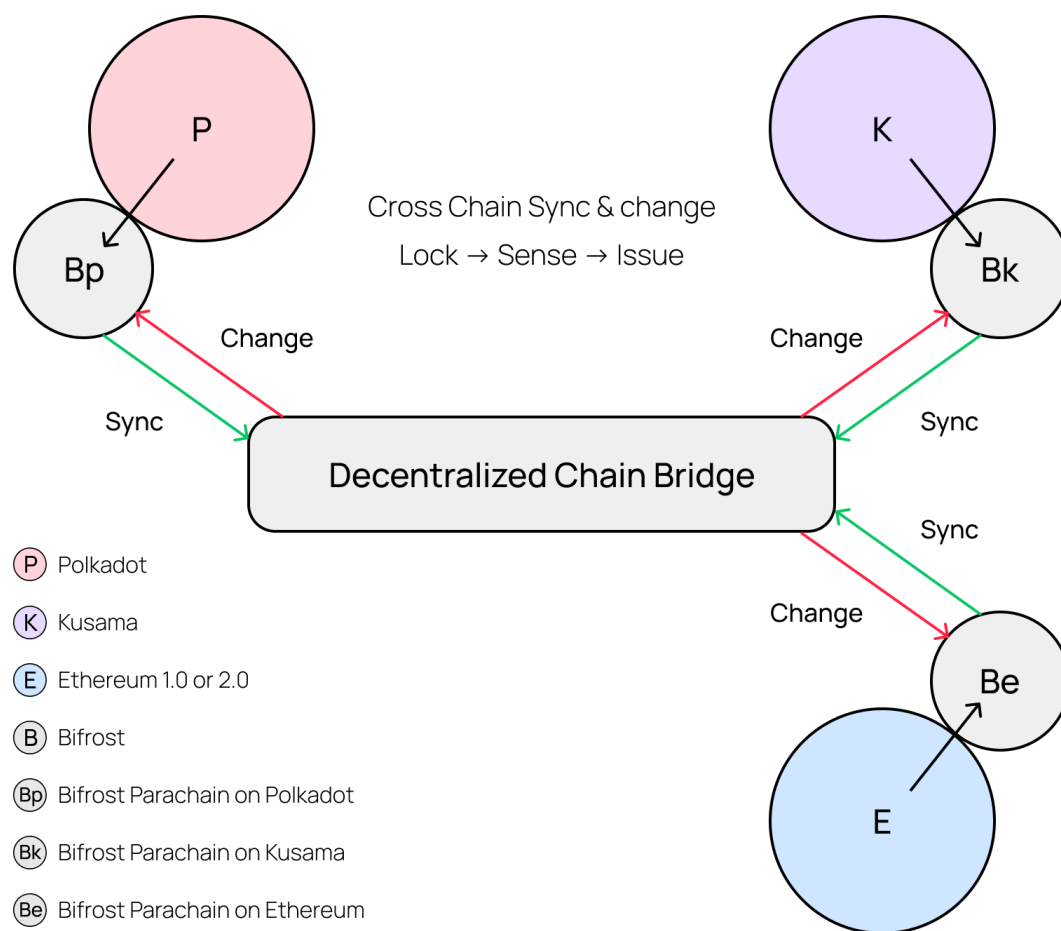 P
K
Cross Chain Sync & change
Lock → Sense → Issue
Bp
Bk
Change
Change
Sync
Sync
Decentralized Chain Bridge
Sync
Change
Be
E
P Polkadot
K Kusama
E Ethereum 1.0 or 2.0
B Bifrost
Bp Bifrost Parachain on Polkadot
Bk Bifrost Parachain on Kusama
Be Bifrost Parachain on Ethereum